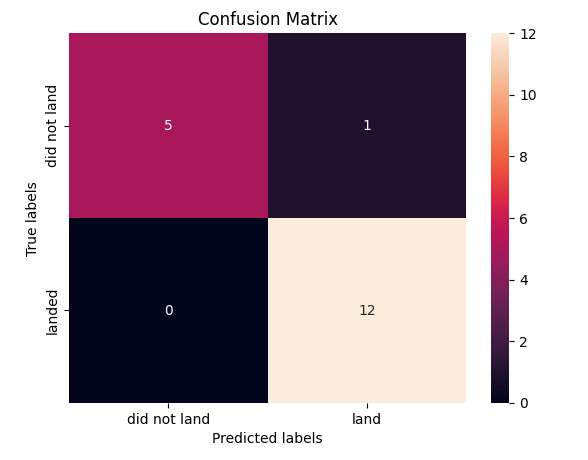 Confusion Matrix
True labels
did not land
landed
5
1
0
12
did not land
land
Predicted labels
12
10
8
6
4
2
0